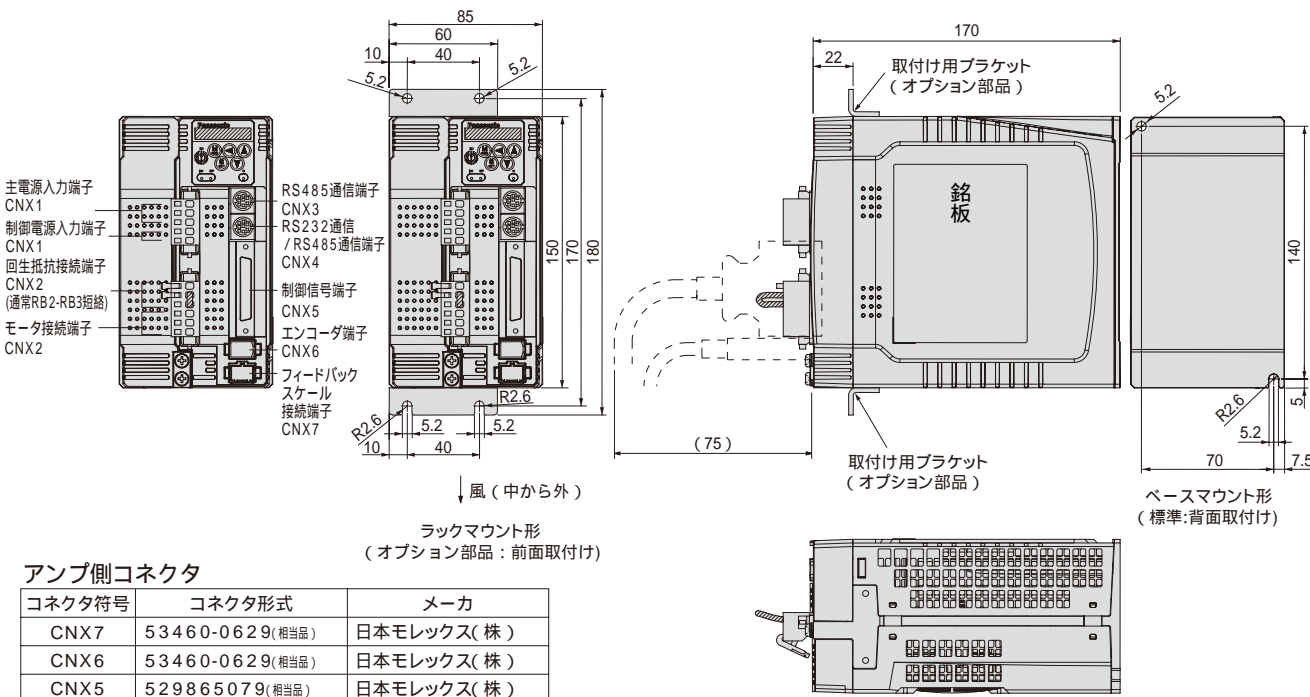 主電源入力端子
CNX1
制御電源入力端子
CNX1
回生抵抗接続端子
CNX2
(通常RB2-RB3短絡)
モータ接続端子
CNX2
85
60
10
40
5.2
5.2
Panasonic
RS485通信端子
CNX3
RS232通信
/RS485通信端子
CNX4
制御信号端子
CNX5
エンコーダ端子
CNX6
フィードバック
スケール
接続端子
CNX7
150
170
180
R2.6
R2.6
5.2
5.2
10
40
風（中から外）
ラックマウント形
(オプション部品：前面取付け)
170
22
取付け用ブラケット
(オプション部品)
銘板
(75)
取付け用ブラケット
(オプション部品)
5.2
140
R2.6
5
5.2
70
7.5
ベースマウント形
(標準:背面取付け)
アンプ側コネクタ
コネクタ符号 コネクタ形式 メーカ
CNX7 53460-0629(相当品) 日本モレックス(株)
CNX6 53460-0629(相当品) 日本モレックス(株)
CNX5 529865079(相当品) 日本モレックス(株)